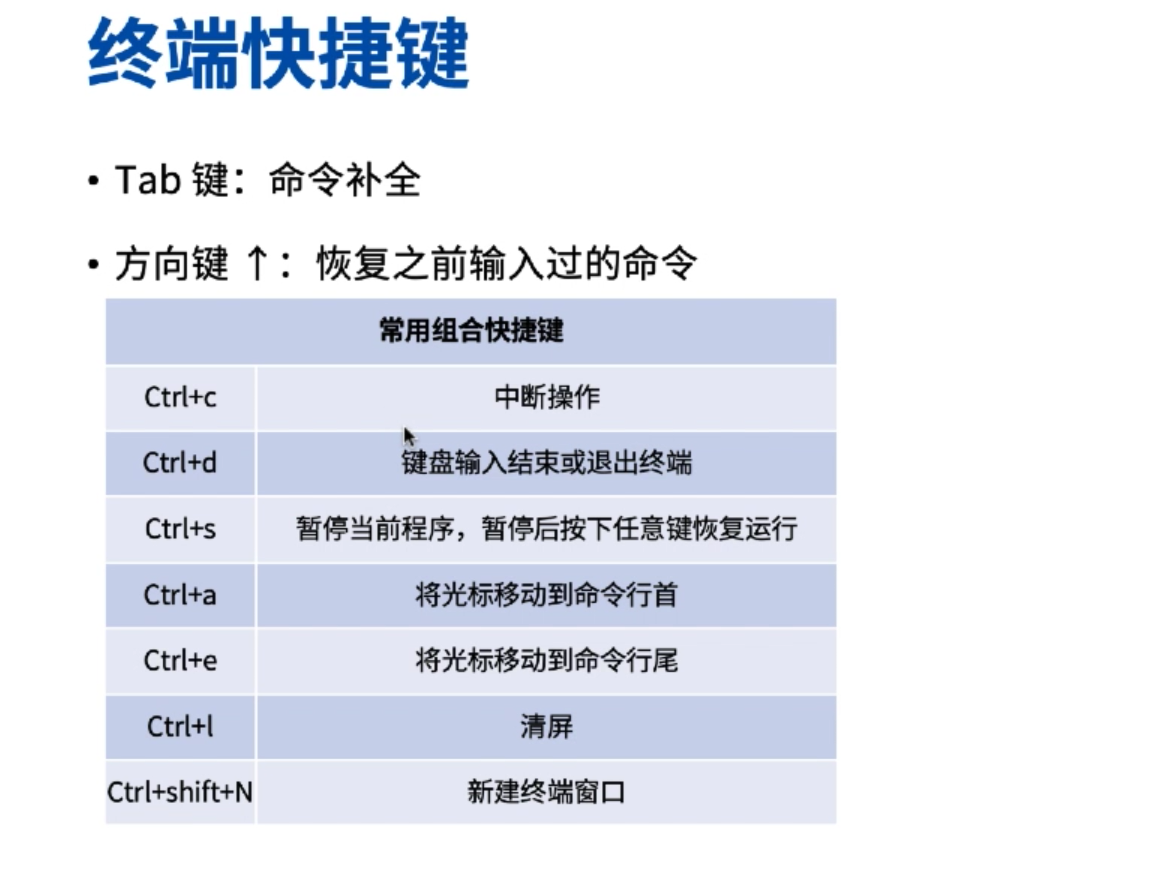 终端快捷键
• Tab 键：命令补全
• 方向键 ↑：恢复之前输入过的命令
常用组合快捷键
Ctrl+c 中断操作
Ctrl+d 键盘输入结束或退出终端
Ctrl+s 暂停当前程序，暂停后按下任意键恢复运行
Ctrl+a 将光标移动到命令行首
Ctrl+e 将光标移动到命令行尾
Ctrl+l 清屏
Ctrl+shift+N 新建终端窗口